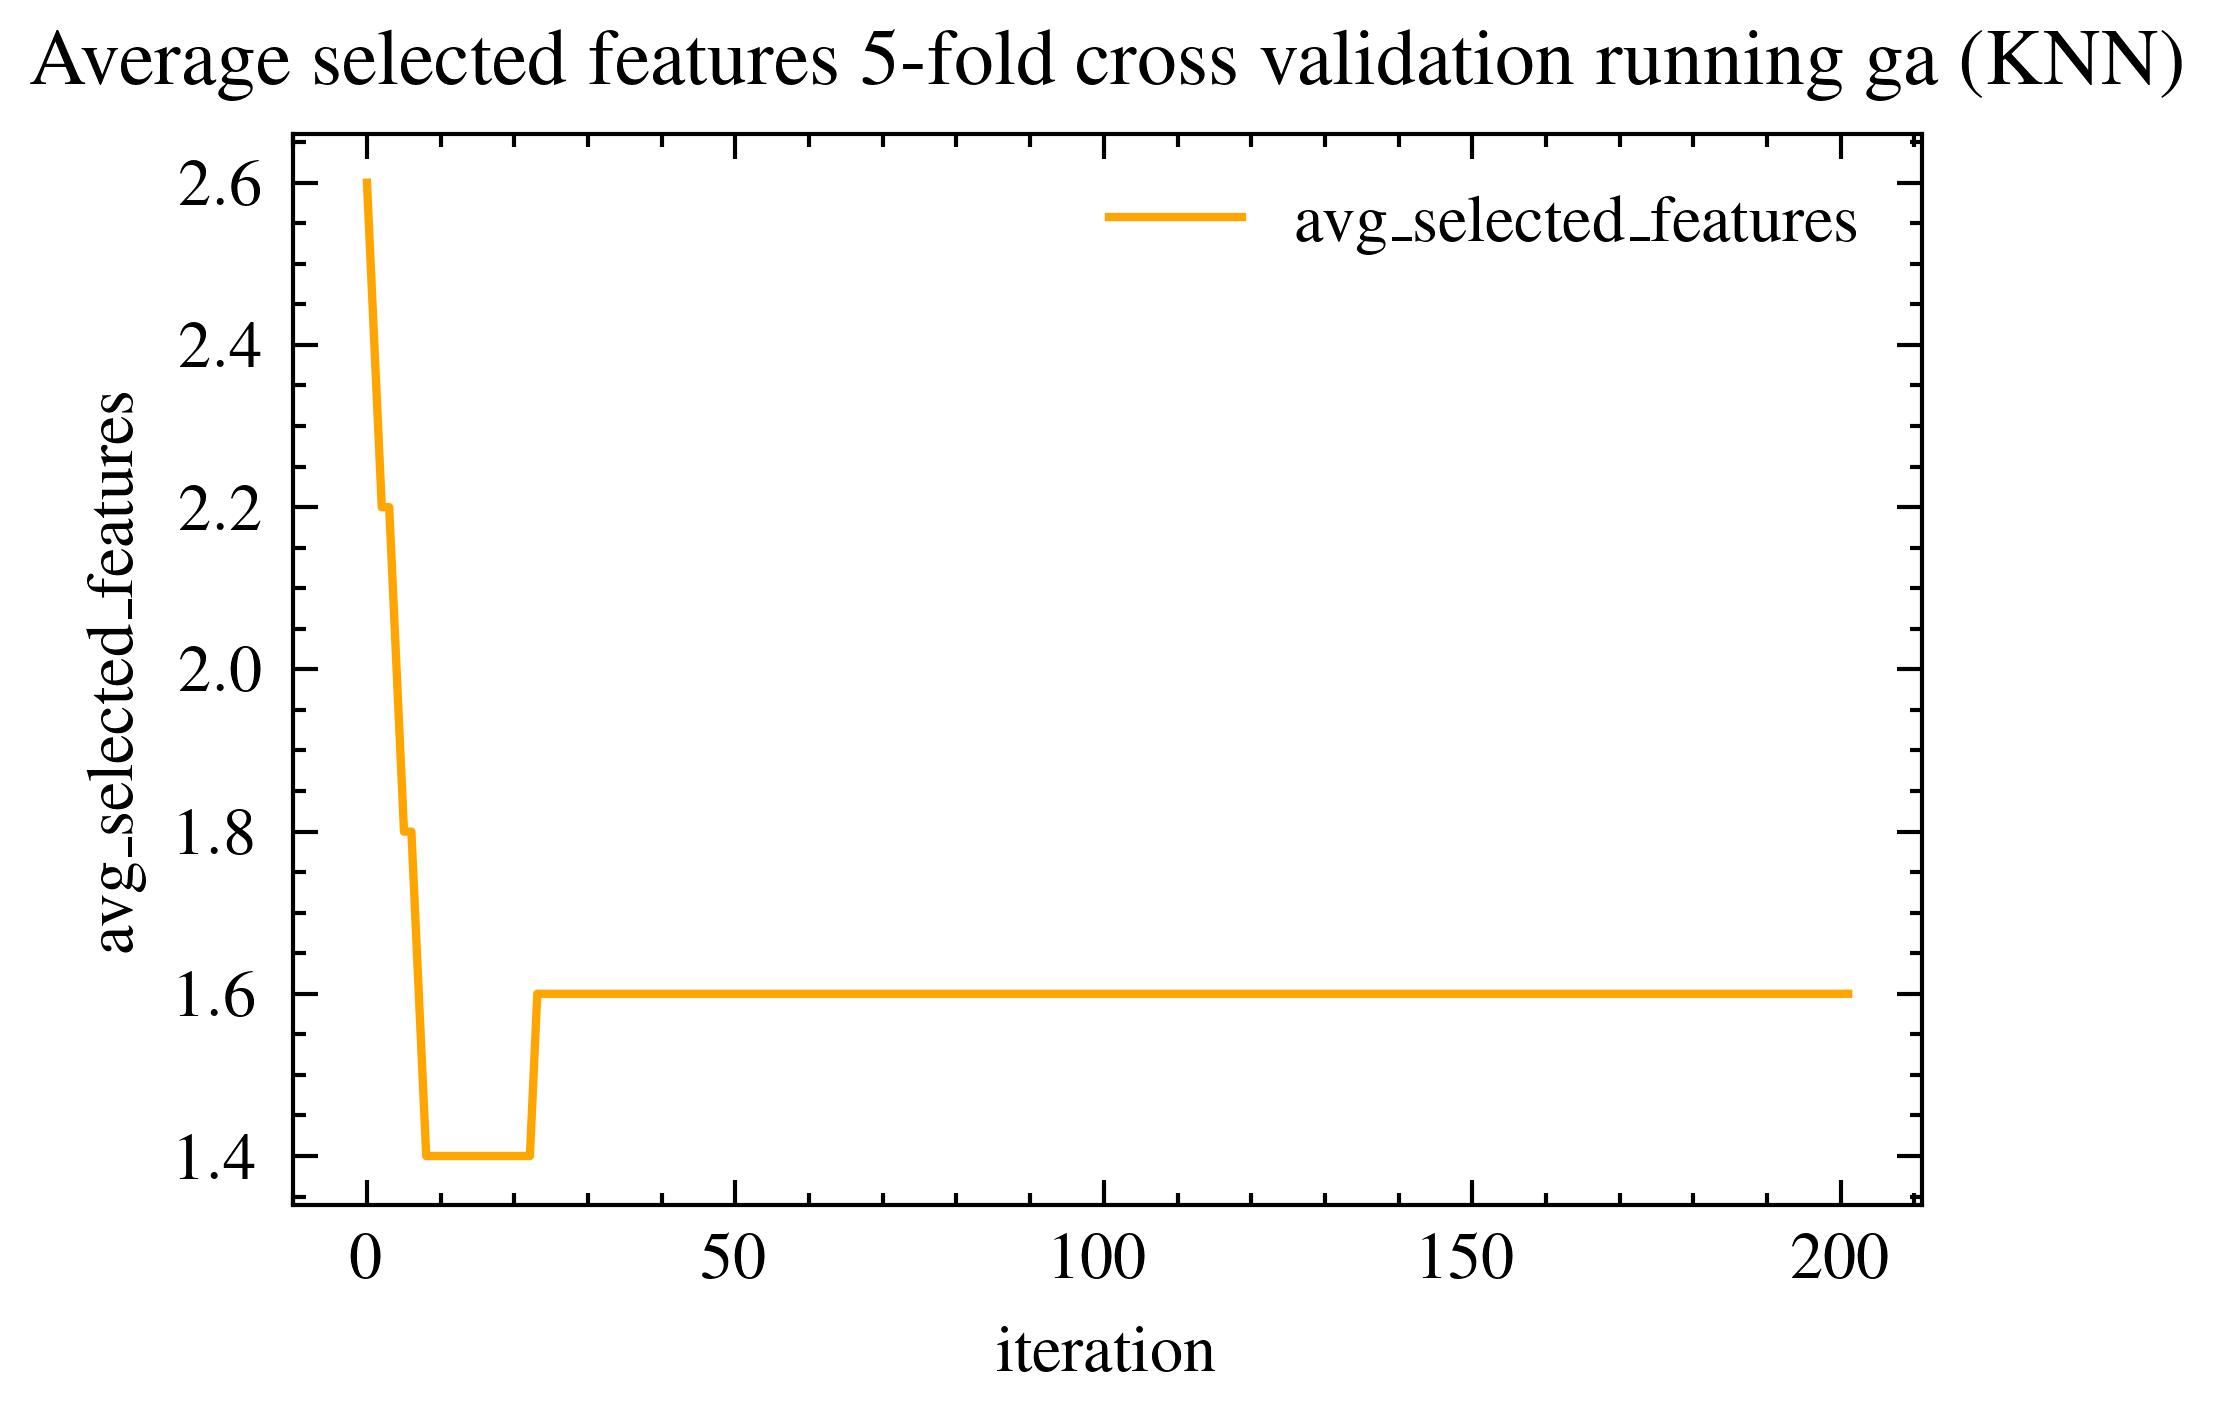 Average selected features 5-fold cross validation running ga (KNN)
avg_selected_features
2.6
2.4
2.2
2.0
1.8
1.6
1.4
avg_selected_features
0 50 100 150 200
iteration